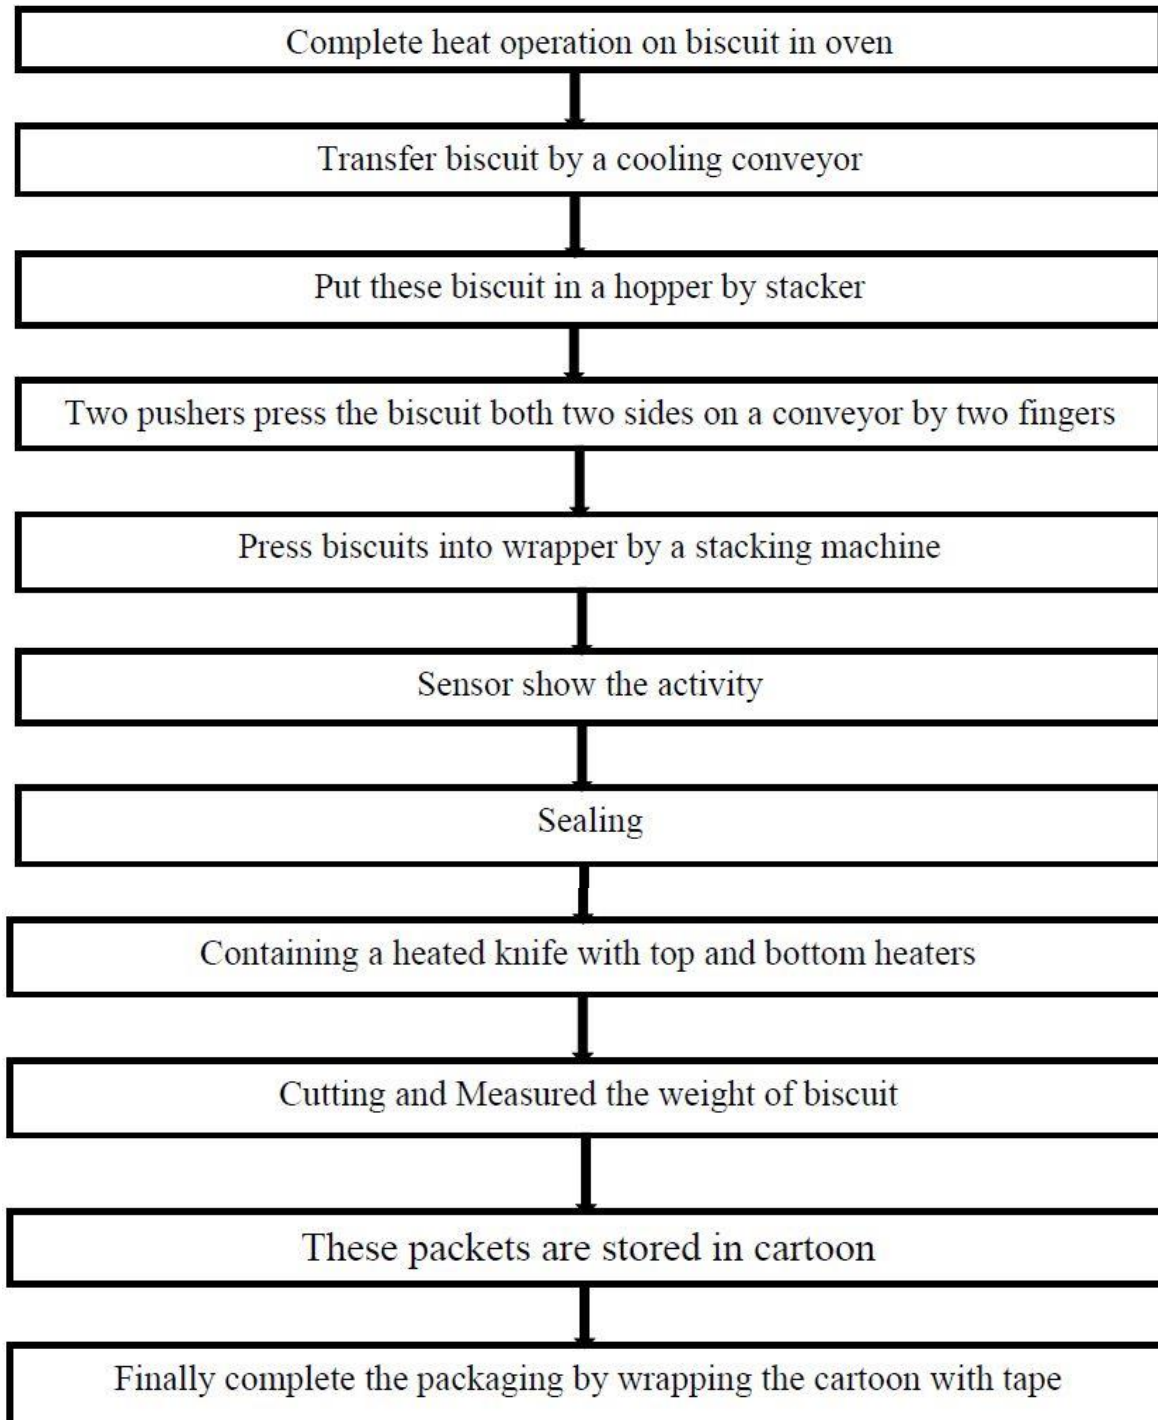 Complete heat operation on biscuit in oven
Transfer biscuit by a cooling conveyor
Put these biscuit in a hopper by stacker
Two pushers press the biscuit both two sides on a conveyor by two fingers
Press biscuits into wrapper by a stacking machine
Sensor show the activity
Sealing
Containing a heated knife with top and bottom heaters
Cutting and Measured the weight of biscuit
These packets are stored in cartoon
Finally complete the packaging by wrapping the cartoon with tape